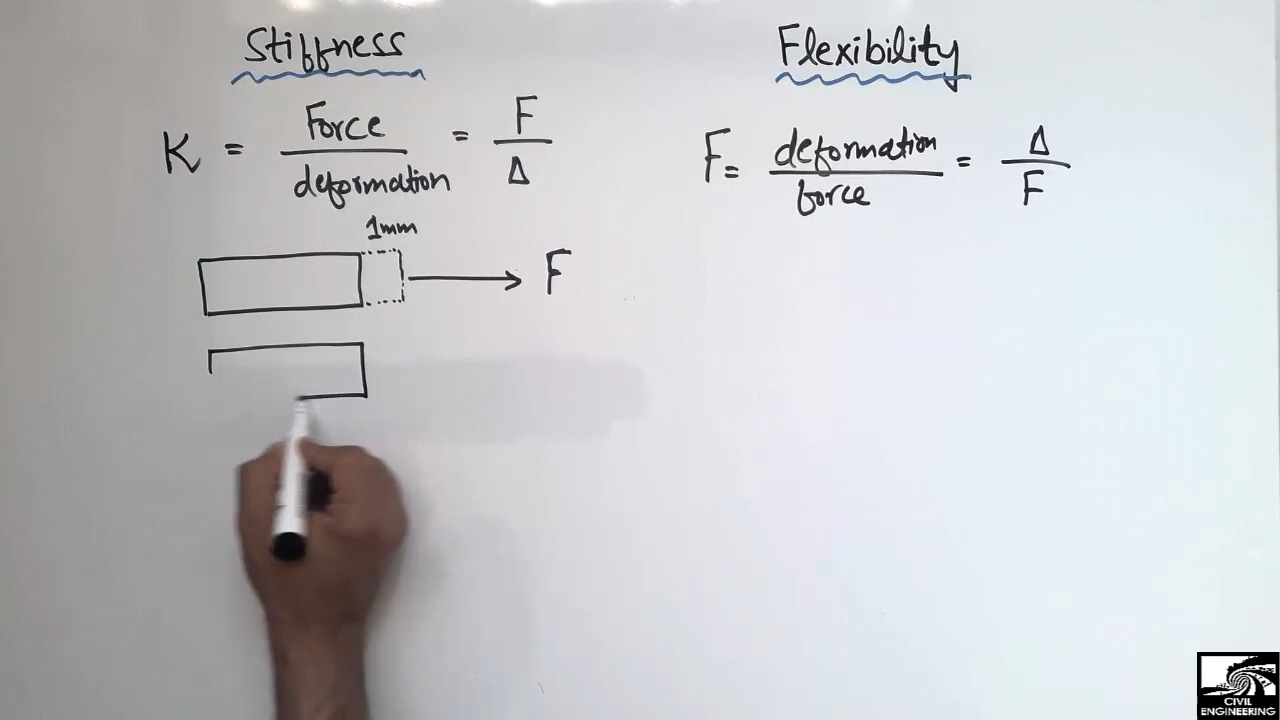 Stiffness
K = Force / deformation = F / Δ
1mm
F
Flexibility
F = deformation / force = Δ / F
CIVIL
ENGINEERING